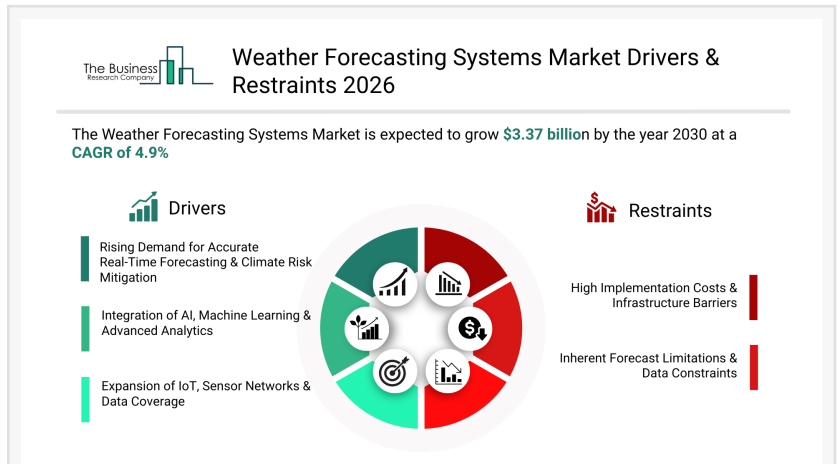 The Business
Research Company
Weather Forecasting Systems Market Drivers &
Restraints 2026
The Weather Forecasting Systems Market is expected to grow $3.37 billion by the year 2030 at a
CAGR of 4.9%
Drivers
Rising Demand for Accurate
Real-Time Forecasting & Climate Risk
Mitigation
Integration of AI, Machine Learning &
Advanced Analytics
Expansion of IoT, Sensor Networks &
Data Coverage
Restraints
High Implementation Costs &
Infrastructure Barriers
Inherent Forecast Limitations &
Data Constraints